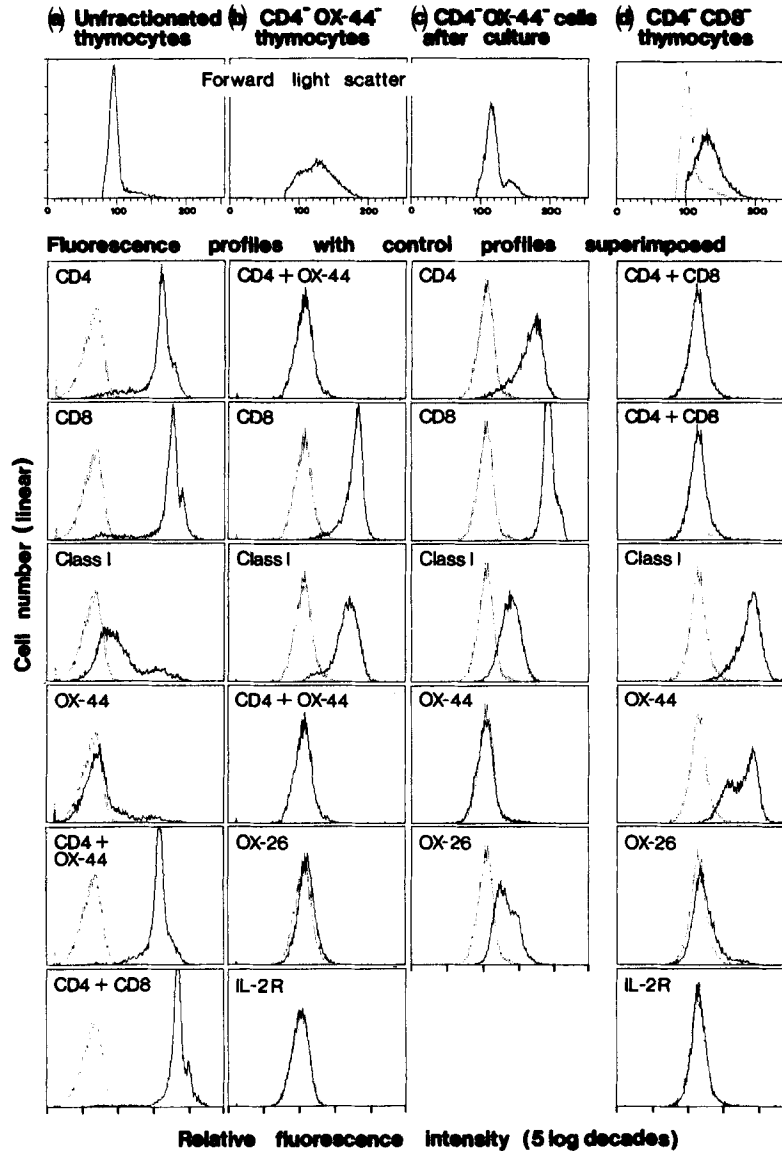 (a) Unfractionated thymocytes
(b) CD4⁻OX-44⁻ thymocytes
(c) CD4⁻OX-44⁻ cells after culture
(d) CD4⁻CD8⁻ thymocytes
Forward light scatter
0 100 200
0 100 200
0 100 200
0 100 200 300
Fluorescence profiles with control profiles superimposed
Cell number (linear)
CD4
CD4 + OX-44
CD4
CD4 + CD8
CD8
CD8
CD8
CD4 + CD8
Class I
Class I
Class I
Class I
OX-44
CD4 + OX-44
OX-44
OX-44
CD4 +
OX-44
OX-26
OX-26
OX-26
CD4 + CD8
IL-2R
IL-2R
Relative fluorescence intensity (5 log decades)